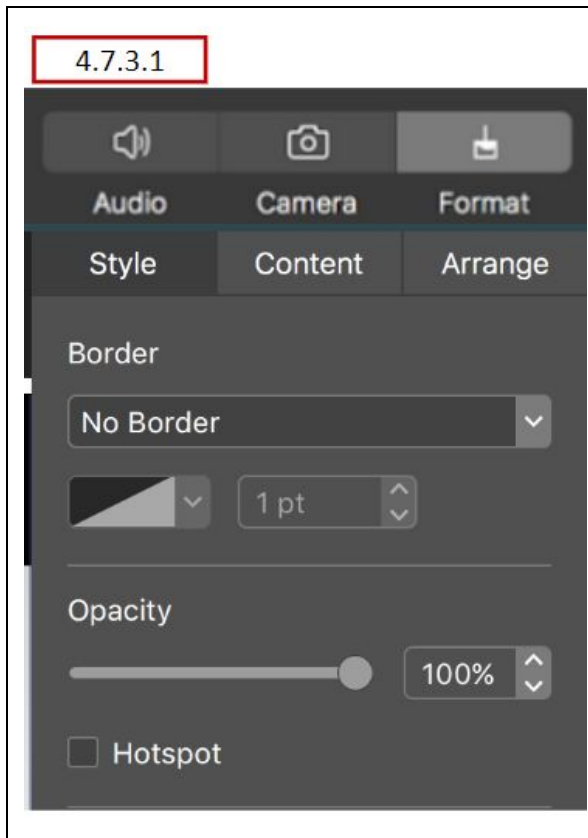 4.7.3.1
Audio Camera Format
Style Content Arrange
Border
No Border
1 pt
Opacity
100%
Hotspot